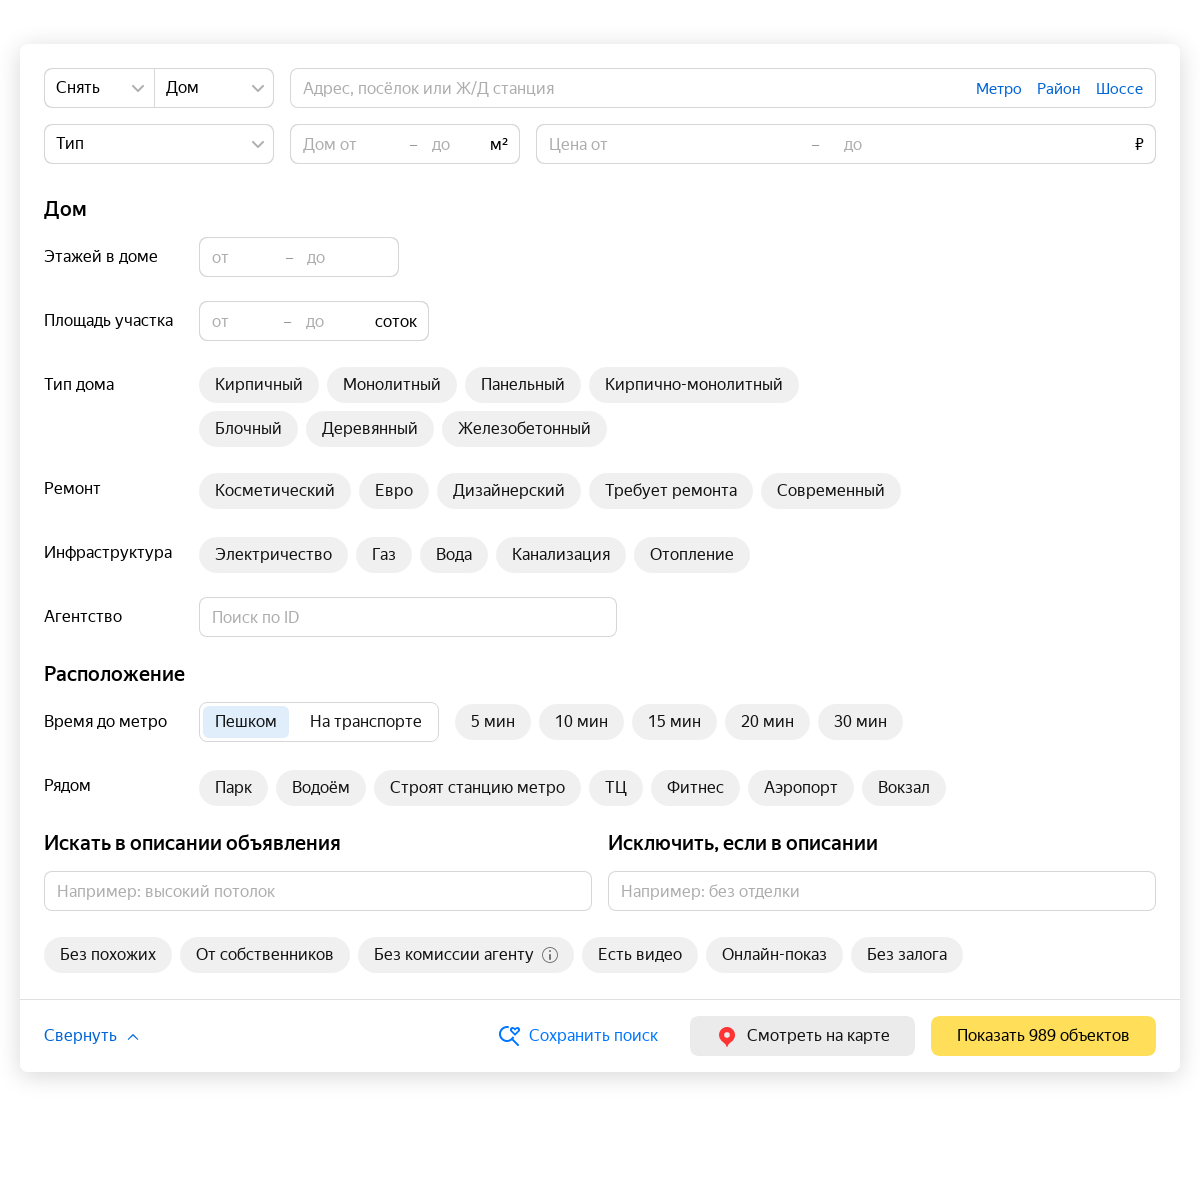 Снять Дом Адрес, посёлок или Ж/Д станция Метро Район Шоссе
Тип Дом от – до м² Цена от – до ₽
Дом
Этажей в доме от – до
Площадь участка от – до соток
Тип дома Кирпичный Монолитный Панельный Кирпично-монолитный
Блочный Деревянный Железобетонный
Ремонт Косметический Евро Дизайнерский Требует ремонта Современный
Инфраструктура Электричество Газ Вода Канализация Отопление
Агентство Поиск по ID
Расположение
Время до метро Пешком На транспорте 5 мин 10 мин 15 мин 20 мин 30 мин
Рядом Парк Водоём Строят станцию метро ТЦ Фитнес Аэропорт Вокзал
Искать в описании объявления Исключить, если в описании
Например: высокий потолок Например: без отделки
Без похожих От собственников Без комиссии агенту Есть видео Онлайн-показ Без залога
Свернуть Сохранить поиск Смотреть на карте Показать 989 объектов